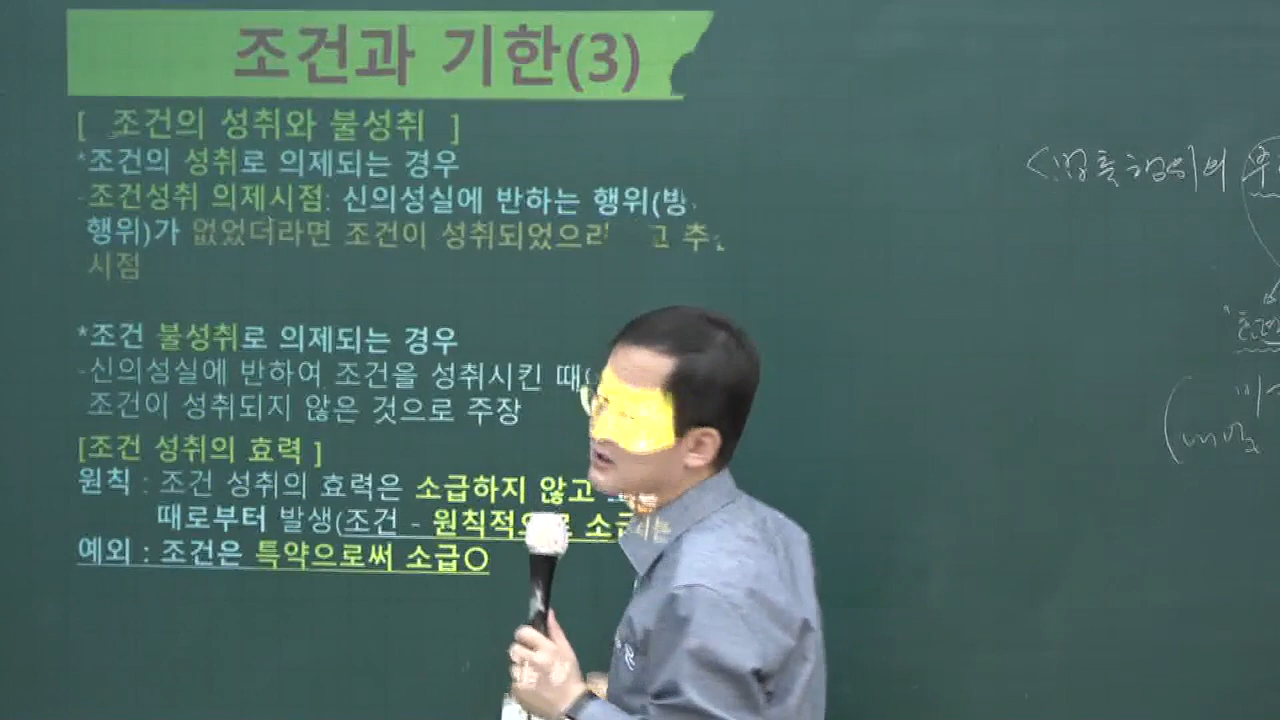 조건과 기한(3)
[ 조건의 성취와 불성취 ]
*조건의 성취로 의제되는 경우
-조건성취 의제시점: 신의성실에 반하는 행위(방
행위)가 없었더라면 조건이 성취되었으리 고 추
시점
*조건 불성취로 의제되는 경우
-신의성실에 반하여 조건을 성취시킨 때
조건이 성취되지 않은 것으로 주장
[조건 성취의 효력 ]
원칙 : 조건 성취의 효력은 소급하지 않고
때로부터 발생(조건 - 원칙적으로 소급
예외 : 조건은 특약으로써 소급○